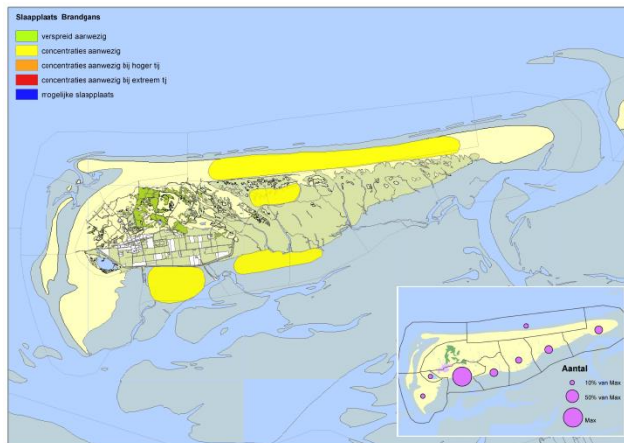 Slaapplaats Brandgans
verspreid aanwezig
concentraties aanwezig
concentraties aanwezig bij hoger tij
concentraties aanwezig bij extreem tij
mogelijke slaapplaats
Aantal
10% van Max
50% van Max
Max